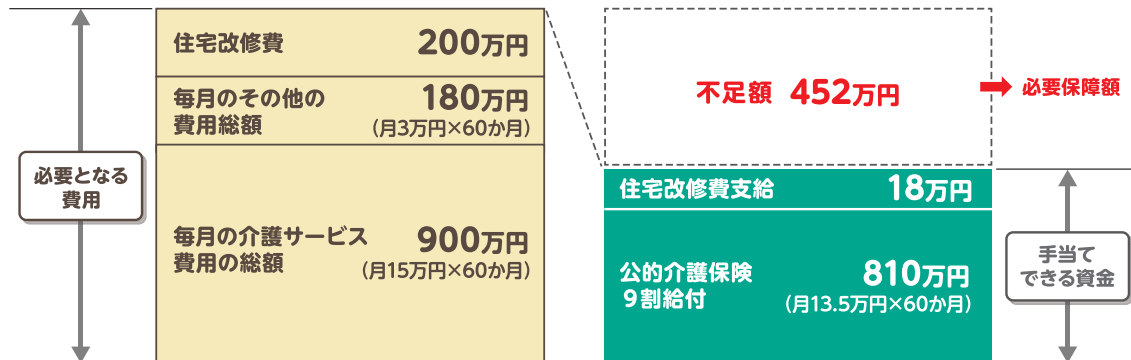 必要となる
費用
住宅改修費 200万円
毎月のその他の
費用総額
180万円
（月3万円×60か月）
毎月の介護サービス
費用の総額
900万円
（月15万円×60か月）
不足額 452万円
必要保障額
住宅改修費支給 18万円
公的介護保険
9割給付
810万円
（月13.5万円×60か月）
手当て
できる資金